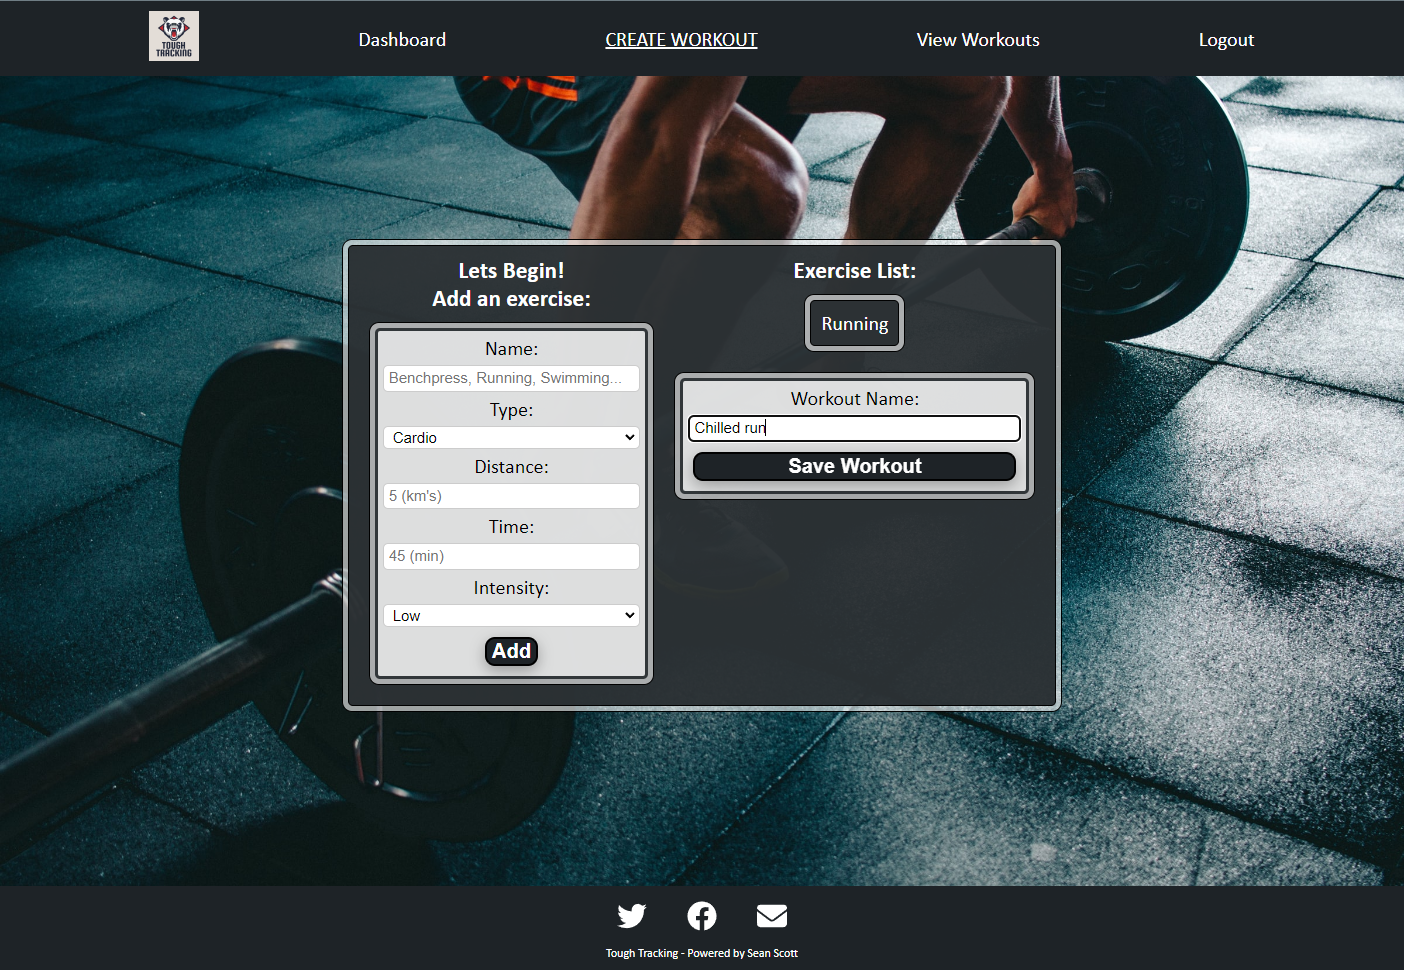 TOUGH
TRACKING
Dashboard
CREATE WORKOUT
View Workouts
Logout
Lets Begin!
Add an exercise:
Name:
Benchpress, Running, Swimming...
Type:
Cardio
Distance:
5 (km's)
Time:
45 (min)
Intensity:
Low
Add
Exercise List:
Running
Workout Name:
Chilled run
Save Workout
Tough Tracking - Powered by Sean Scott